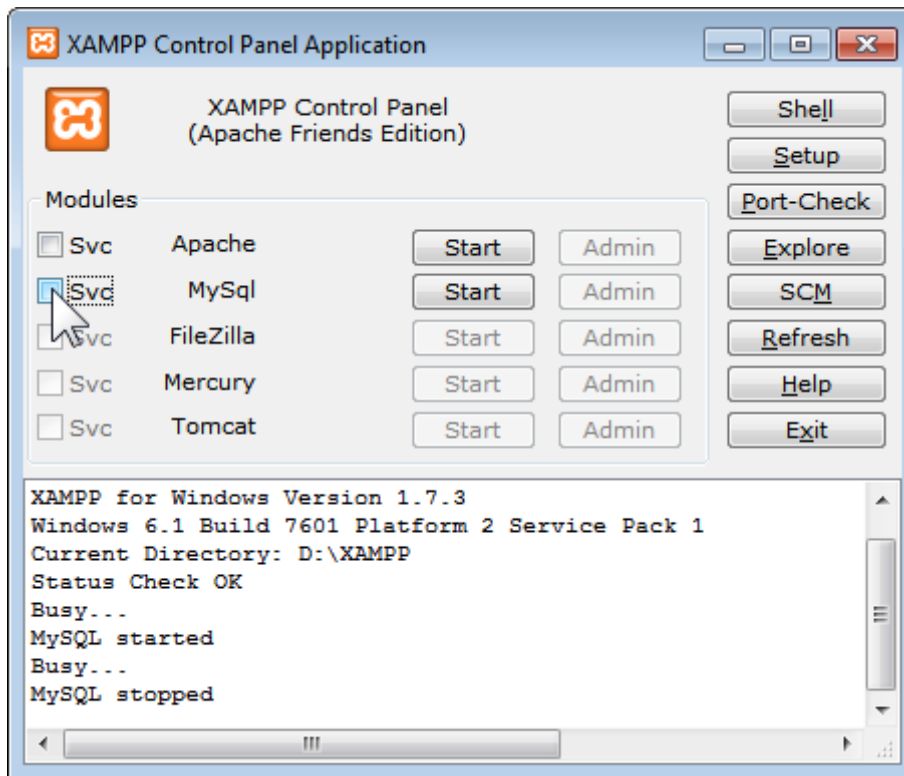 XAMPP Control Panel Application
XAMPP Control Panel
(Apache Friends Edition)
Shell
Setup
Port-Check
Explore
SCM
Refresh
Help
Exit
Modules
Svc Apache Start Admin
Svc MySql Start Admin
Svc FileZilla Start Admin
Svc Mercury Start Admin
Svc Tomcat Start Admin
XAMPP for Windows Version 1.7.3
Windows 6.1 Build 7601 Platform 2 Service Pack 1
Current Directory: D:\XAMPP
Status Check OK
Busy...
MySQL started
Busy...
MySQL stopped